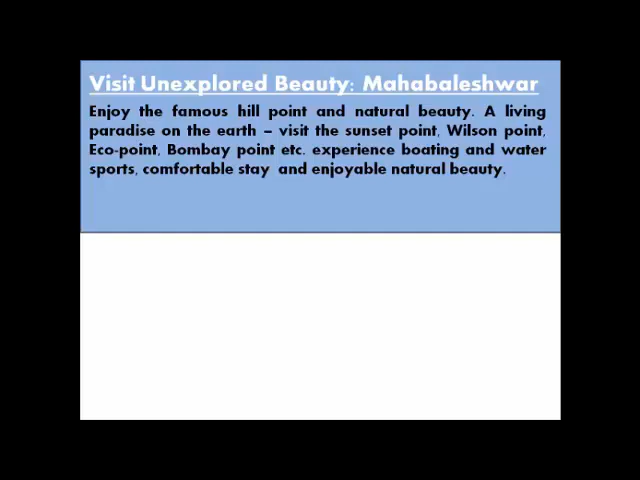 Visit Unexplored Beauty: Mahabaleshwar
Enjoy the famous hill point and natural beauty. A living
paradise on the earth – visit the sunset point, Wilson point,
Eco-point, Bombay point etc. experience boating and water
sports, comfortable stay and enjoyable natural beauty.